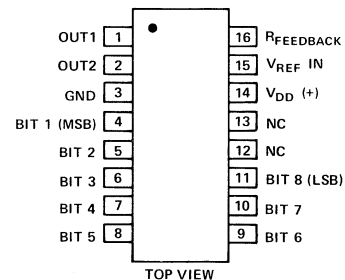 OUT1 1 16 RFEEDBACK
OUT2 2 15 VREF IN
GND 3 14 VDD (+)
BIT 1 (MSB) 4 13 NC
BIT 2 5 12 NC
BIT 3 6 11 BIT 8 (LSB)
BIT 4 7 10 BIT 7
BIT 5 8 9 BIT 6
TOP VIEW